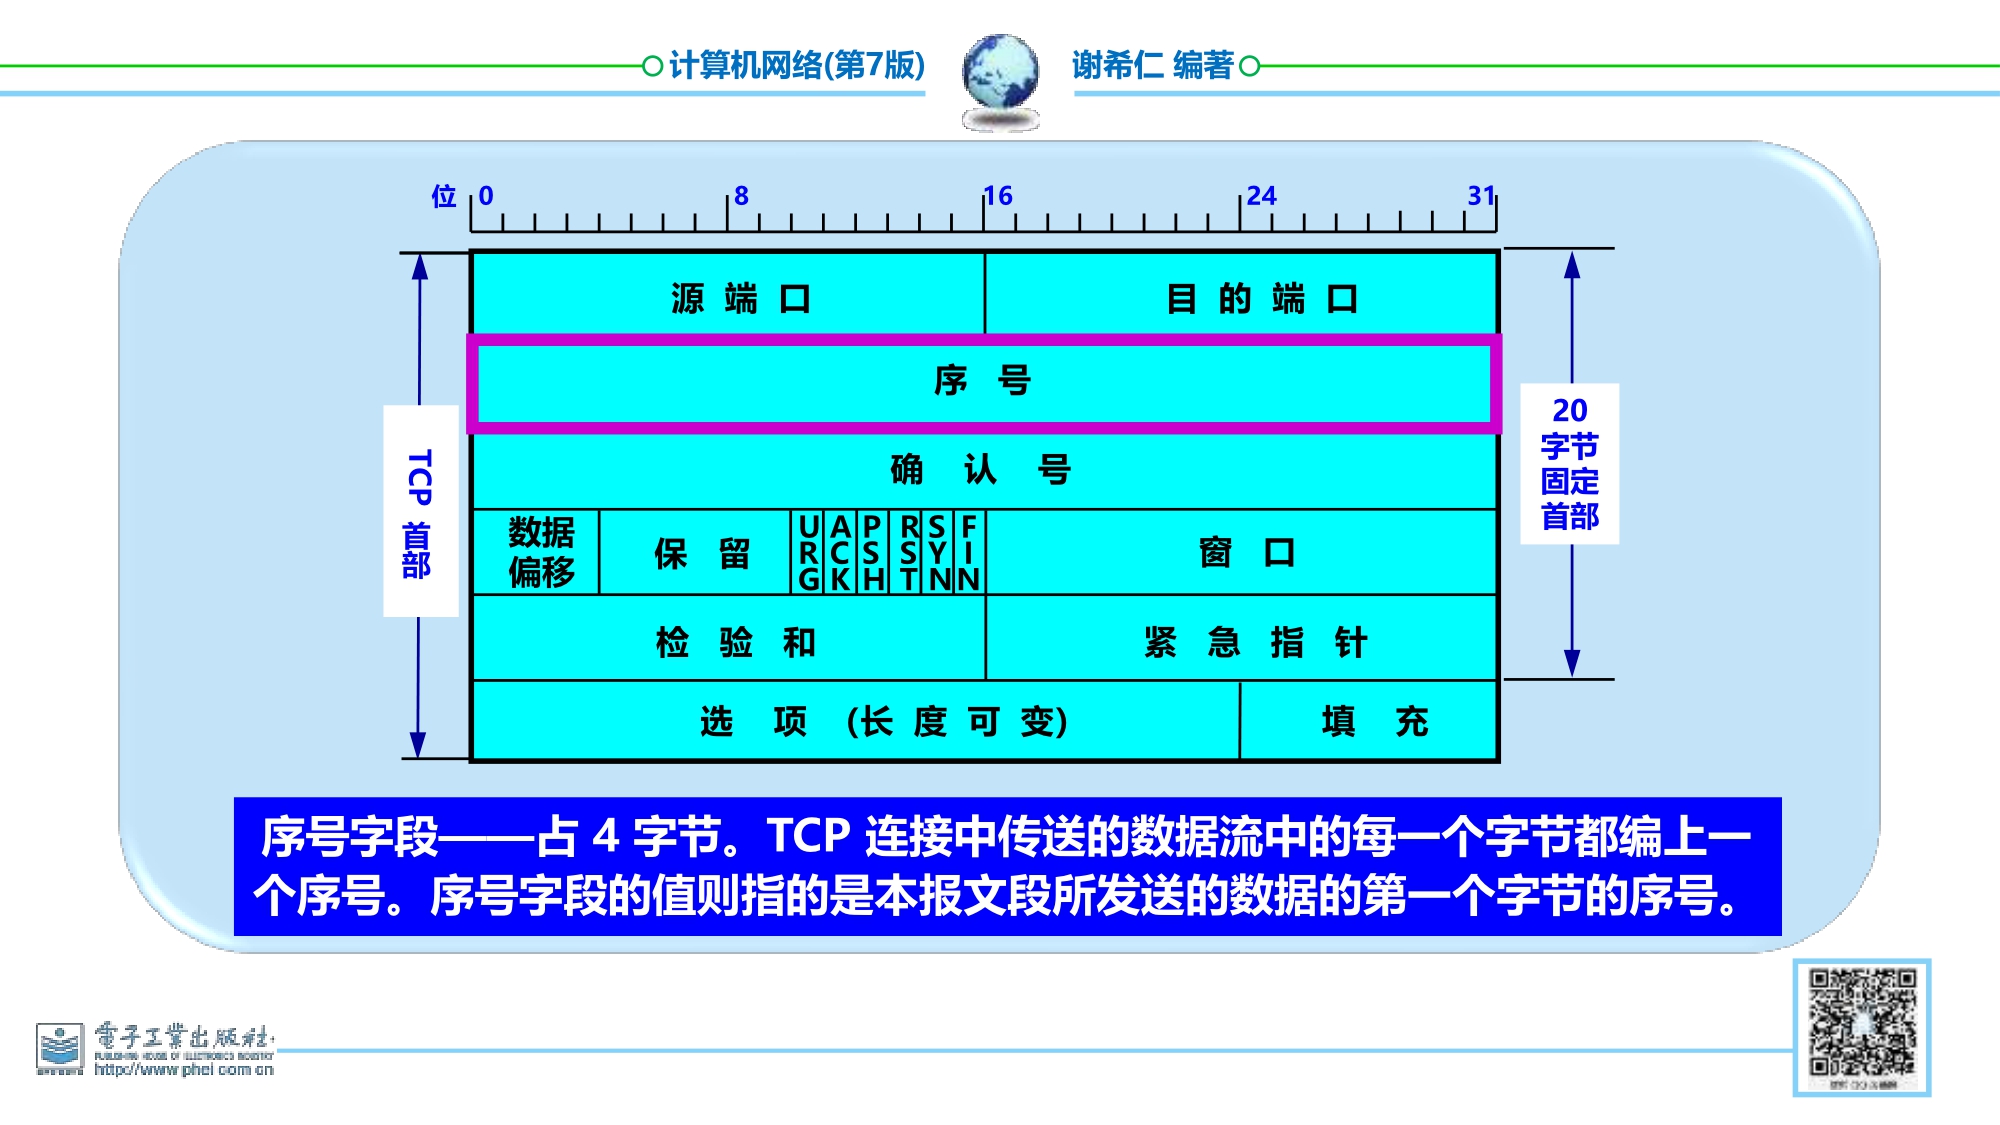 计算机网络(第7版) 谢希仁 编著
位 0 8 16 24 31
源 端 口 目 的 端 口
序 号
确 认 号
数据偏移 保 留 URG ACK PSH RST SYN FIN 窗 口
检 验 和 紧 急 指 针
选 项 (长 度 可 变) 填 充
TCP 首部
20
字节
固定
首部
序号字段——占 4 字节。TCP 连接中传送的数据流中的每一个字节都编上一
个序号。序号字段的值则指的是本报文段所发送的数据的第一个字节的序号。
電子工業出版社
PUBLISHING HOUSE OF ELECTRONICS INDUSTRY
http://www.phei.com.cn